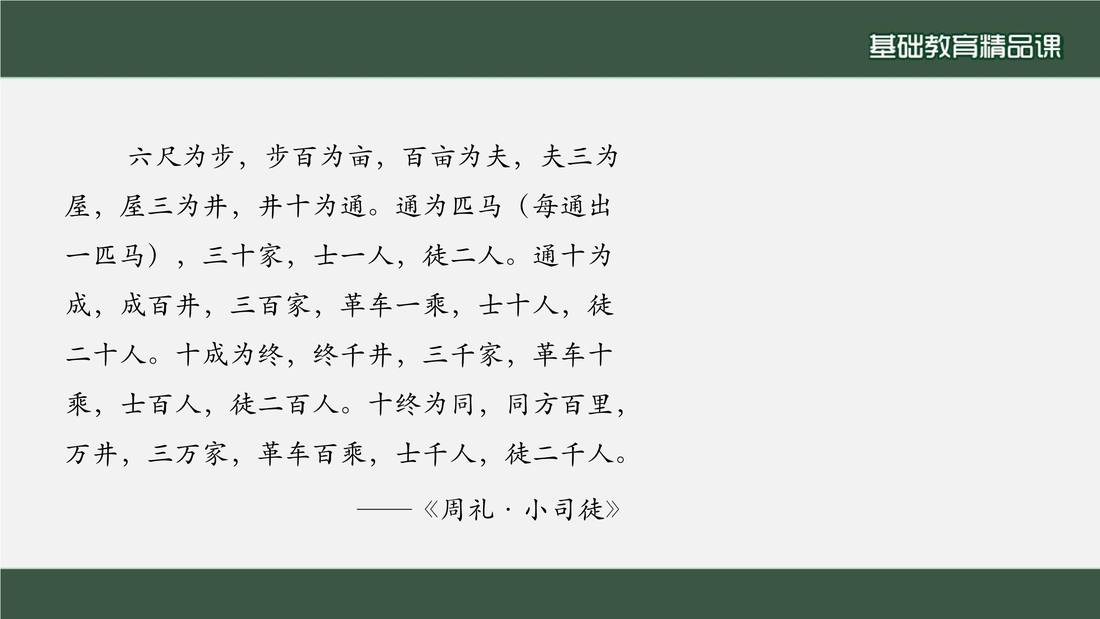 基础教育精品课
六尺为步，步百为亩，百亩为夫，夫三为
屋，屋三为井，井十为通。通为匹马（每通出
一匹马），三十家，士一人，徒二人。通十为
成，成百井，三百家，革车一乘，士十人，徒
二十人。十成为终，终千井，三千家，革车十
乘，士百人，徒二百人。十终为同，同方百里，
万井，三万家，革车百乘，士千人，徒二千人。
——《周礼·小司徒》